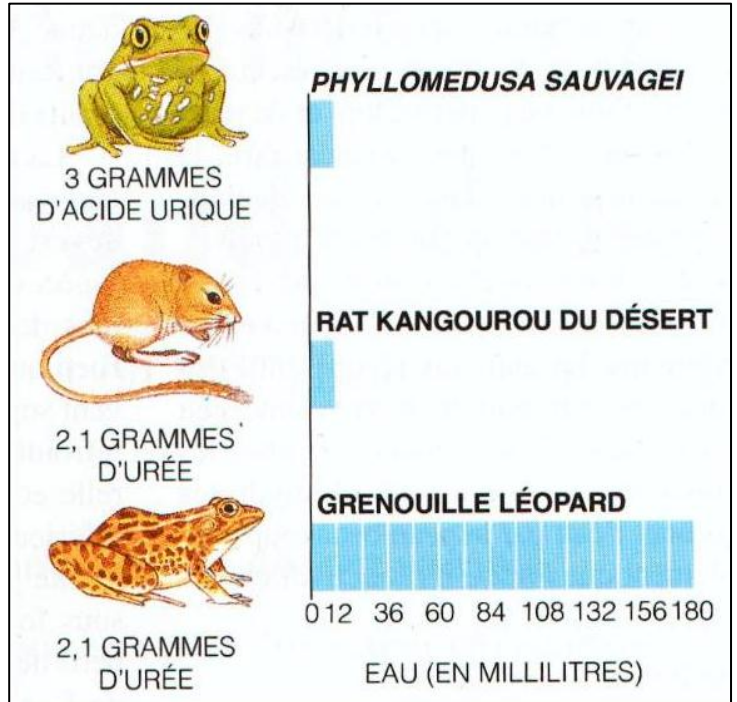 PHYLLOMEDUSA SAUVAGEI
3 GRAMMES
D'ACIDE URIQUE
RAT KANGOUROU DU DÉSERT
2,1 GRAMMES
D'URÉE
GRENOUILLE LÉOPARD
0 12 36 60 84 108 132 156 180
2,1 GRAMMES
D'URÉE
EAU (EN MILLILITRES)